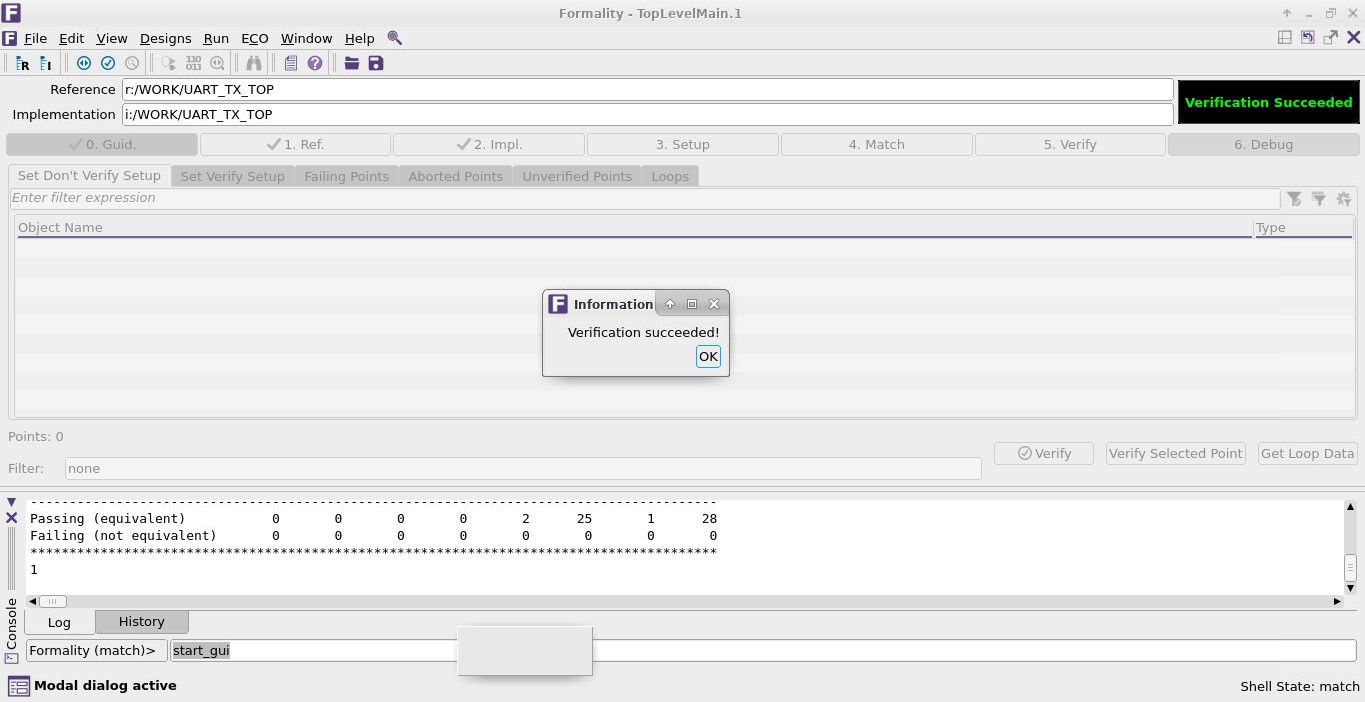 Formality - TopLevelMain.1
File Edit View Designs Run ECO Window Help
R I
Reference r:/WORK/UART_TX_TOP
Implementation i:/WORK/UART_TX_TOP
Verification Succeeded
0. Guid. 1. Ref. 2. Impl. 3. Setup 4. Match 5. Verify 6. Debug
Set Don't Verify Setup Set Verify Setup Failing Points Aborted Points Unverified Points Loops
Enter filter expression
Object Name Type
Information
Verification succeeded!
OK
Points: 0
Verify Verify Selected Point Get Loop Data
Filter: none
----------------------------------------------------------------------------------------
Passing (equivalent) 0 0 0 0 2 25 1 28
Failing (not equivalent) 0 0 0 0 0 0 0 0
****************************************************************************************
1
Console
Log History
Formality (match)> start_gui
Modal dialog active Shell State: match